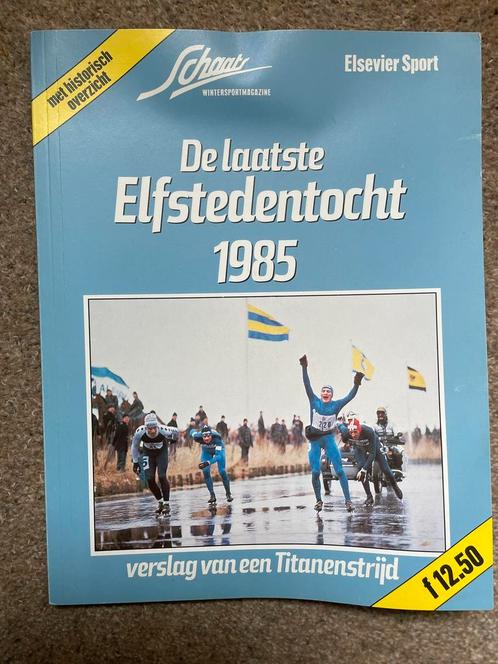 met historisch
overzicht
Schaats
WINTERSPORTMAGAZINE
Elsevier Sport
De laatste
Elfstedentocht
1985
verslag van een Titanenstrijd
f 12.50